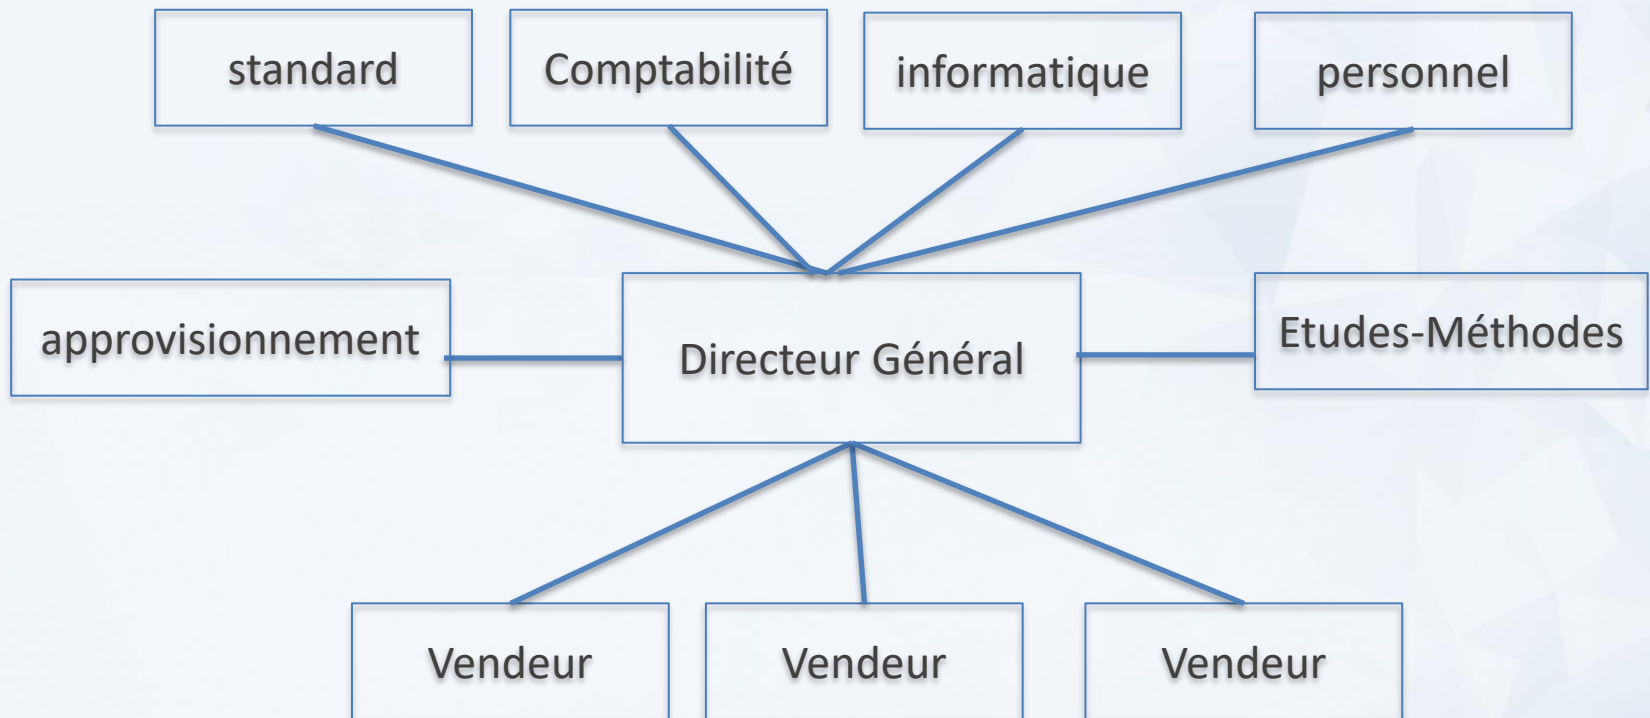 standard
Comptabilité
informatique
personnel
approvisionnement
Directeur Général
Etudes-Méthodes
Vendeur
Vendeur
Vendeur